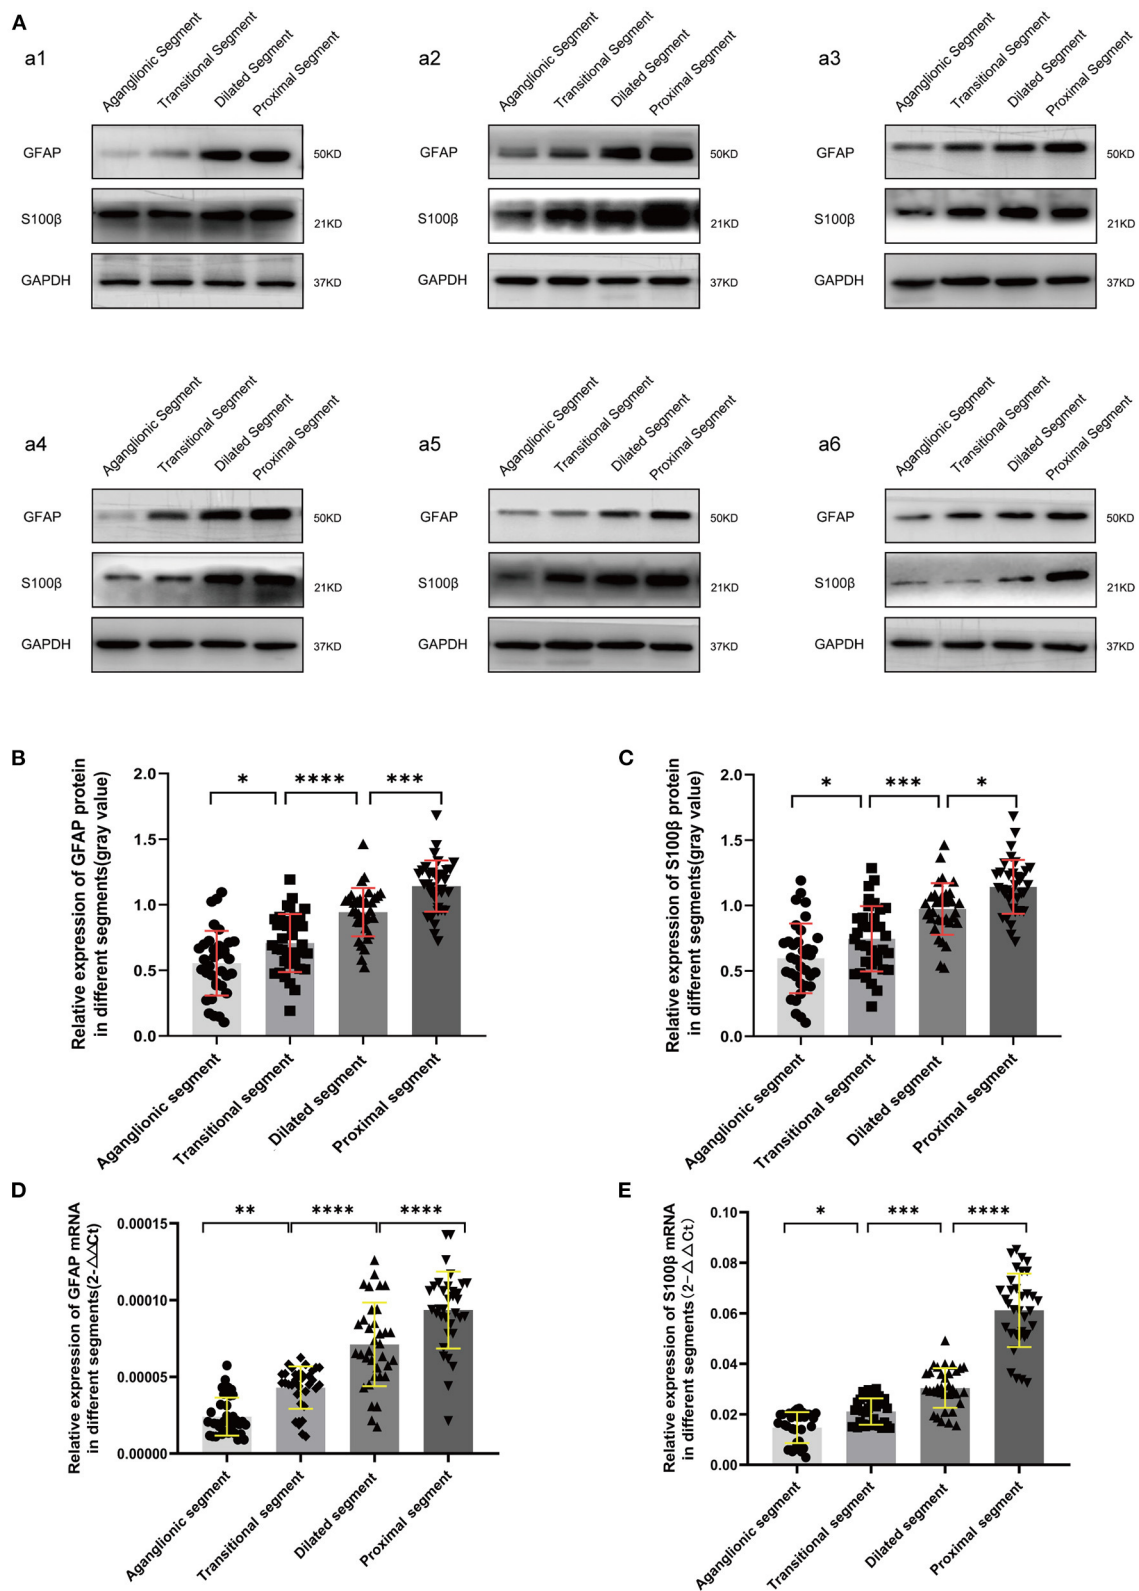 A
a1
Aganglionic Segment
Transitional Segment
Dilated Segment
Proximal Segment
GFAP
50KD
S100β
21KD
GAPDH
37KD
a2
Aganglionic Segment
Transitional Segment
Dilated Segment
Proximal Segment
GFAP
50KD
S100β
21KD
GAPDH
37KD
a3
Aganglionic Segment
Transitional Segment
Dilated Segment
Proximal Segment
GFAP
50KD
S100β
21KD
GAPDH
37KD
a4
Aganglionic Segment
Transitional Segment
Dilated Segment
Proximal Segment
GFAP
50KD
S100β
21KD
GAPDH
37KD
a5
Aganglionic Segment
Transitional Segment
Dilated Segment
Proximal Segment
GFAP
50KD
S100β
21KD
GAPDH
37KD
a6
Aganglionic Segment
Transitional Segment
Dilated Segment
Proximal Segment
GFAP
50KD
S100β
21KD
GAPDH
37KD
B
Relative expression of GFAP protein
in different segments(gray value)
2.0
1.5
1.0
0.5
0.0
* **** ***
Aganglionic segment
Transitional segment
Dilated segment
Proximal segment
C
Relative expression of S100β protein
in different segments(gray value)
2.0
1.5
1.0
0.5
0.0
* *** *
Aganglionic segment
Transitional segment
Dilated segment
Proximal segment
D
Relative expression of GFAP mRNA
in different segments(2-△△Ct)
0.00015
0.00010
0.00005
0.00000
** **** ****
Aganglionic segment
Transitional segment
Dilated segment
Proximal segment
E
Relative expression of S100β mRNA
in different segments(2-△△Ct)
0.10
0.08
0.06
0.04
0.02
0.00
* *** ****
Aganglionic segment
Transitional segment
Dilated segment
Proximal segment